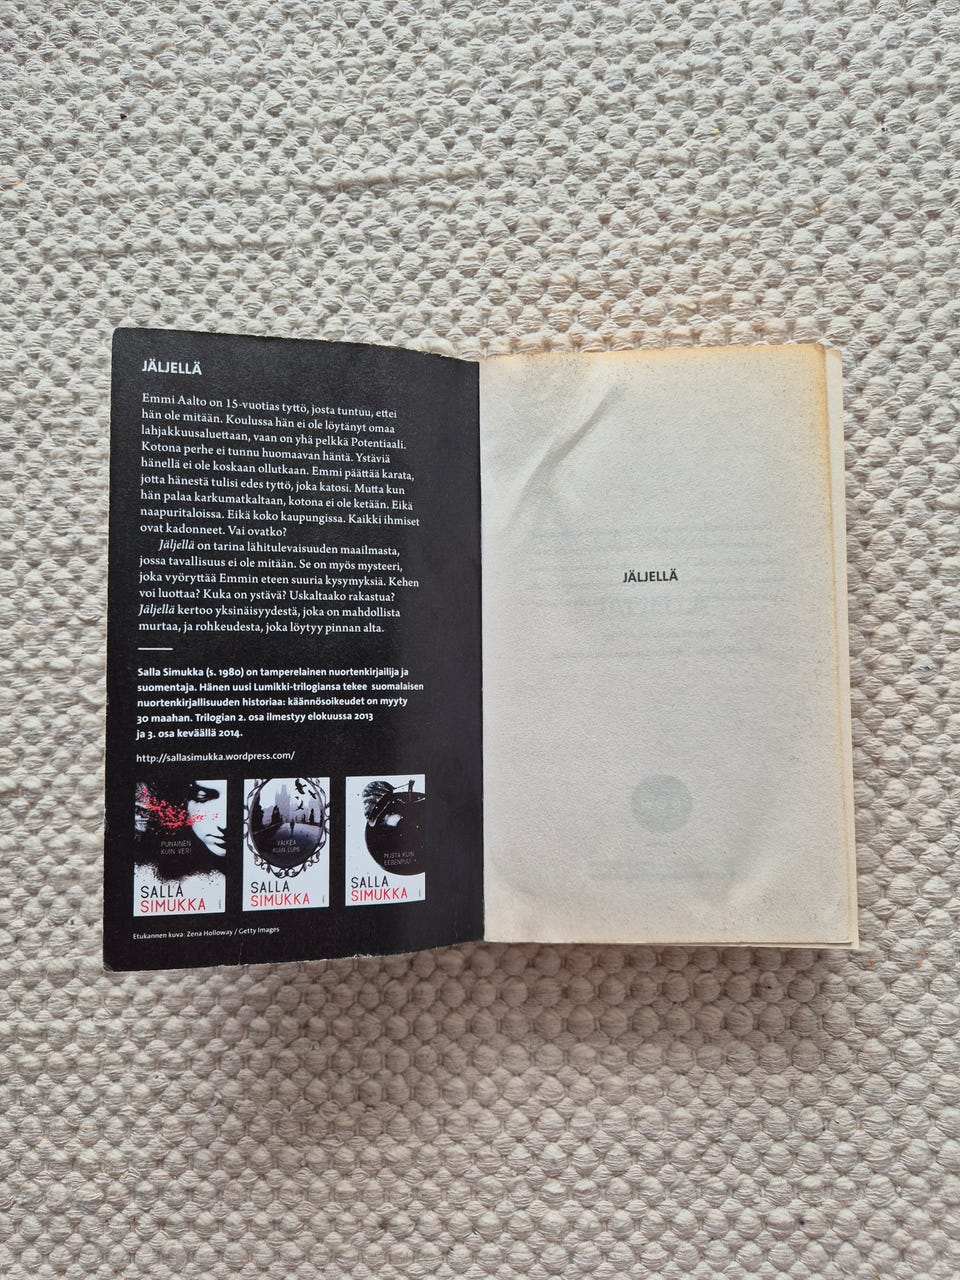 JÄLJELLÄ
Emmi Aalto on 15-vuotias tyttö, josta tuntuu, ettei
hän ole mitään. Koulussa hän ei ole löytänyt omaa
lahjakkuusaluettaan, vaan on yhä pelkkä Potentiaali.
Kotona perhe ei tunnu huomaavan häntä. Ystäviä
hänellä ei ole koskaan ollutkaan. Emmi päättää karata,
jotta hänestä tulisi edes tyttö, joka katosi. Mutta kun
hän palaa karkumatkaltaan, kotona ei ole ketään. Eikä
naapuritaloissa. Eikä koko kaupungissa. Kaikki ihmiset
ovat kadonneet. Vai ovatko?
Jäljellä on tarina lähitulevaisuuden maailmasta,
jossa tavallisuus ei ole mitään. Se on myös mysteeri,
joka vyöryttää Emmin eteen suuria kysymyksiä. Kehen
voi luottaa? Kuka on ystävä? Uskaltaako rakastua?
Jäljellä kertoo yksinäisyydestä, joka on mahdollista
murtaa, ja rohkeudesta, joka löytyy pinnan alta.
Salla Simukka (s. 1980) on tamperelainen nuortenkirjailija ja
suomentaja. Hänen uusi Lumikki-trilogiansa tekee suomalaisen
nuortenkirjallisuuden historiaa: käännösoikeudet on myyty
30 maahan. Trilogian 2. osa ilmestyy elokuussa 2013
ja 3. osa keväällä 2014.
http://sallasimukka.wordpress.com/
PUNAINEN
KUIN VERI
SALLA
SIMUKKA
VALKEA
KUIN LUMI
SALLA
SIMUKKA
MUSTA KUIN
EEBENPUU
SALLA
SIMUKKA
Etukannen kuva: Zena Holloway / Getty Images
JÄLJELLÄ